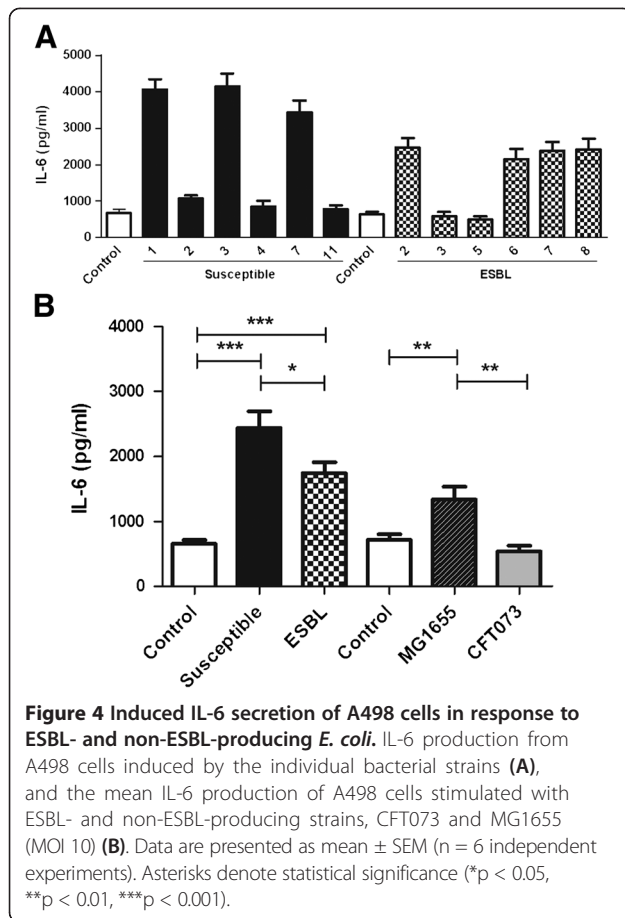 A
5000
4000
3000
2000
1000
0
IL-6 (pg/ml)
Control
1
2
3
4
7
11
Control
2
3
5
6
7
8
Susceptible
ESBL
B
4000
3000
2000
1000
0
IL-6 (pg/ml)
***
***
*
**
**
Control
Susceptible
ESBL
Control
MG1655
CFT073
Figure 4 Induced IL-6 secretion of A498 cells in response to
ESBL- and non-ESBL-producing E. coli. IL-6 production from
A498 cells induced by the individual bacterial strains (A),
and the mean IL-6 production of A498 cells stimulated with
ESBL- and non-ESBL-producing strains, CFT073 and MG1655
(MOI 10) (B). Data are presented as mean ± SEM (n = 6 independent
experiments). Asterisks denote statistical significance (*p < 0.05,
**p < 0.01, ***p < 0.001).